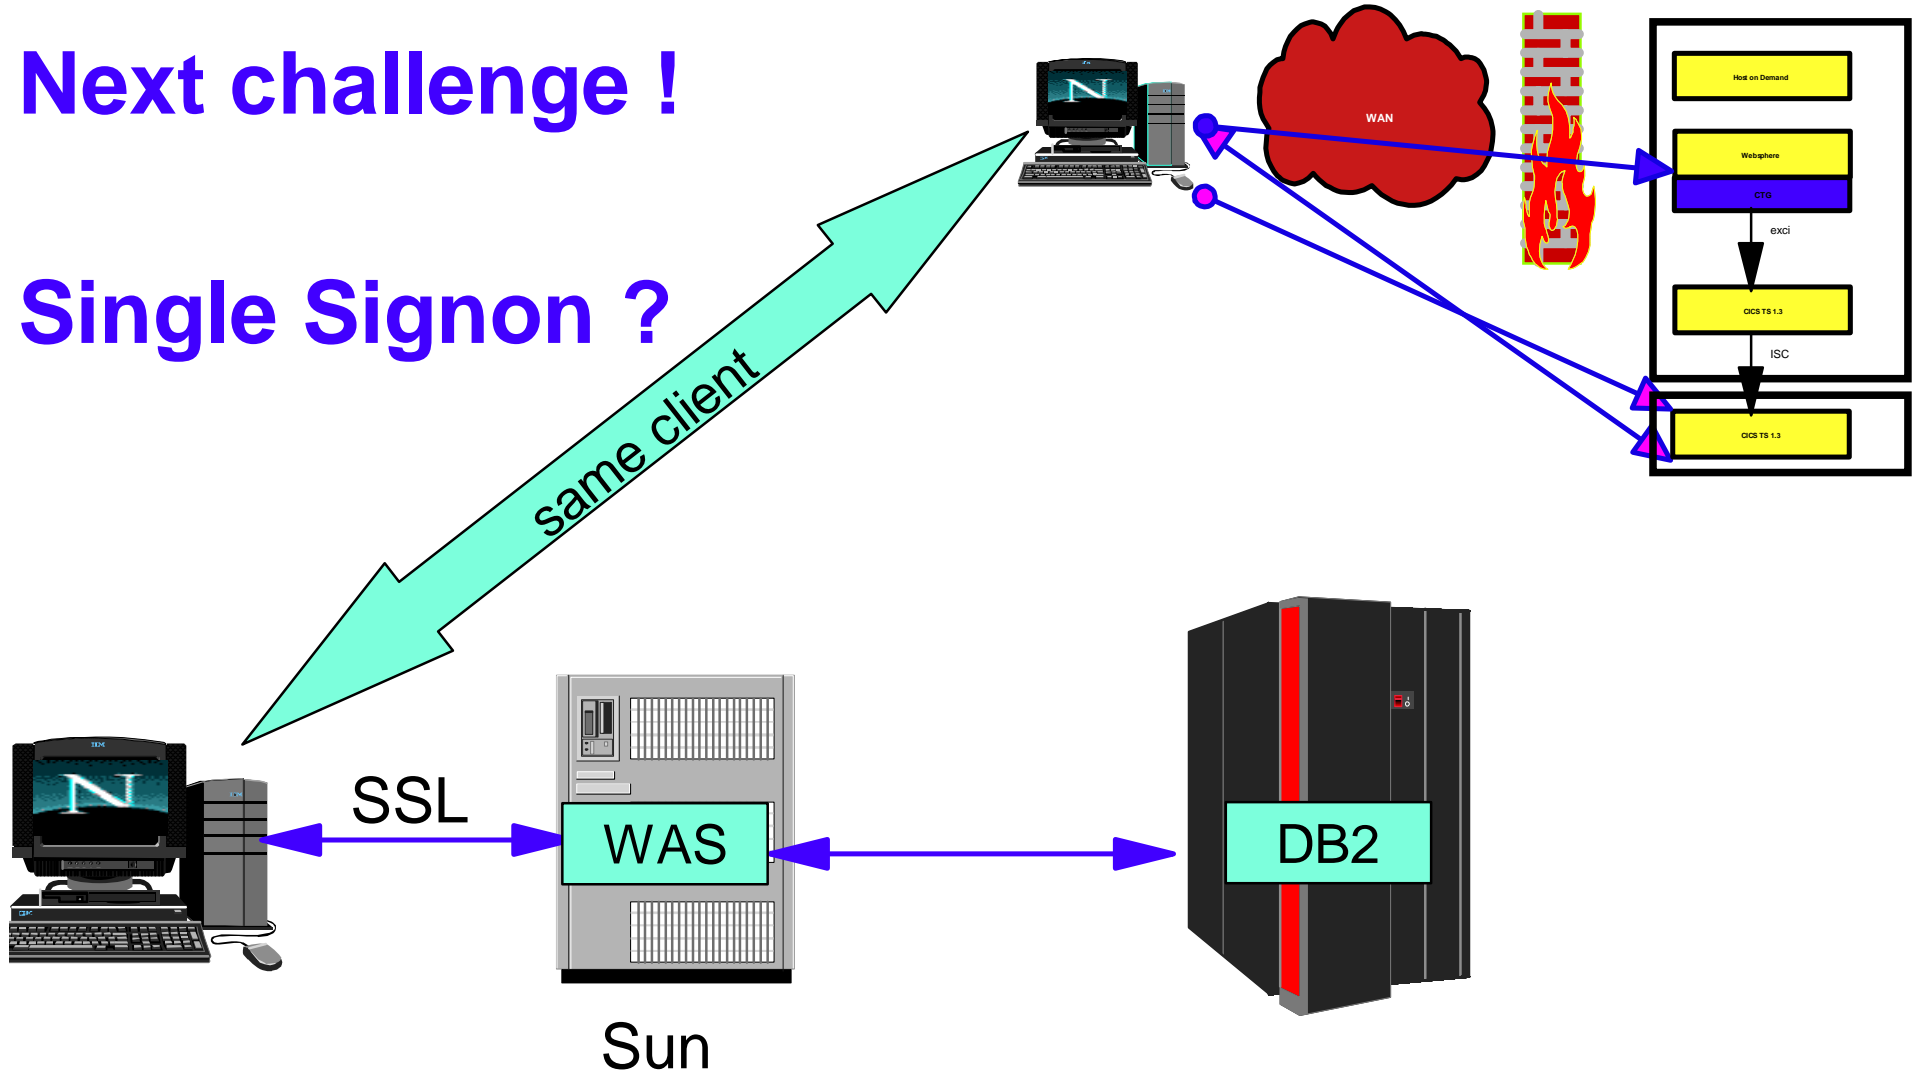 Next challenge !
Single Signon ?
WAN
Host on Demand
Websphere
CTG
exci
CICS TS 1.3
ISC
CICS TS 1.3
same client
N
N
SSL
WAS
DB2
Sun